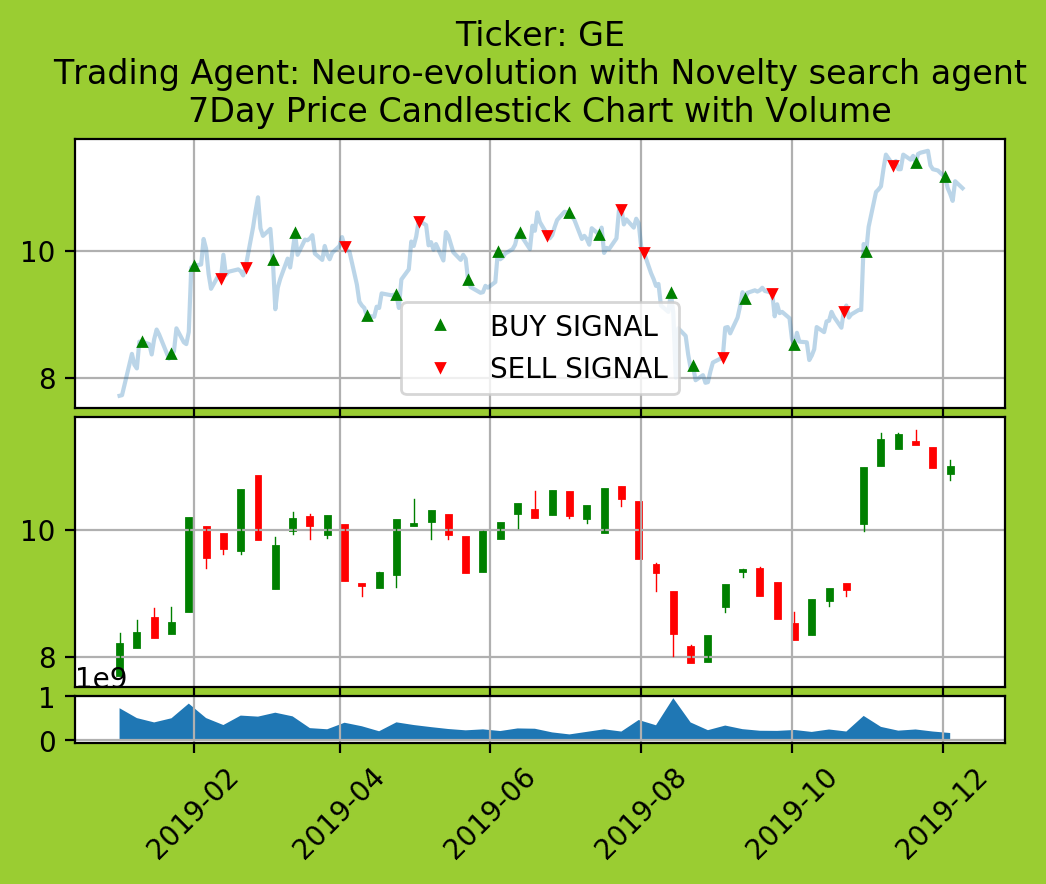 Ticker: GE
Trading Agent: Neuro-evolution with Novelty search agent
7Day Price Candlestick Chart with Volume
10
8
BUY SIGNAL
SELL SIGNAL
10
8
1e9
1
0
2019-02 2019-04 2019-06 2019-08 2019-10 2019-12